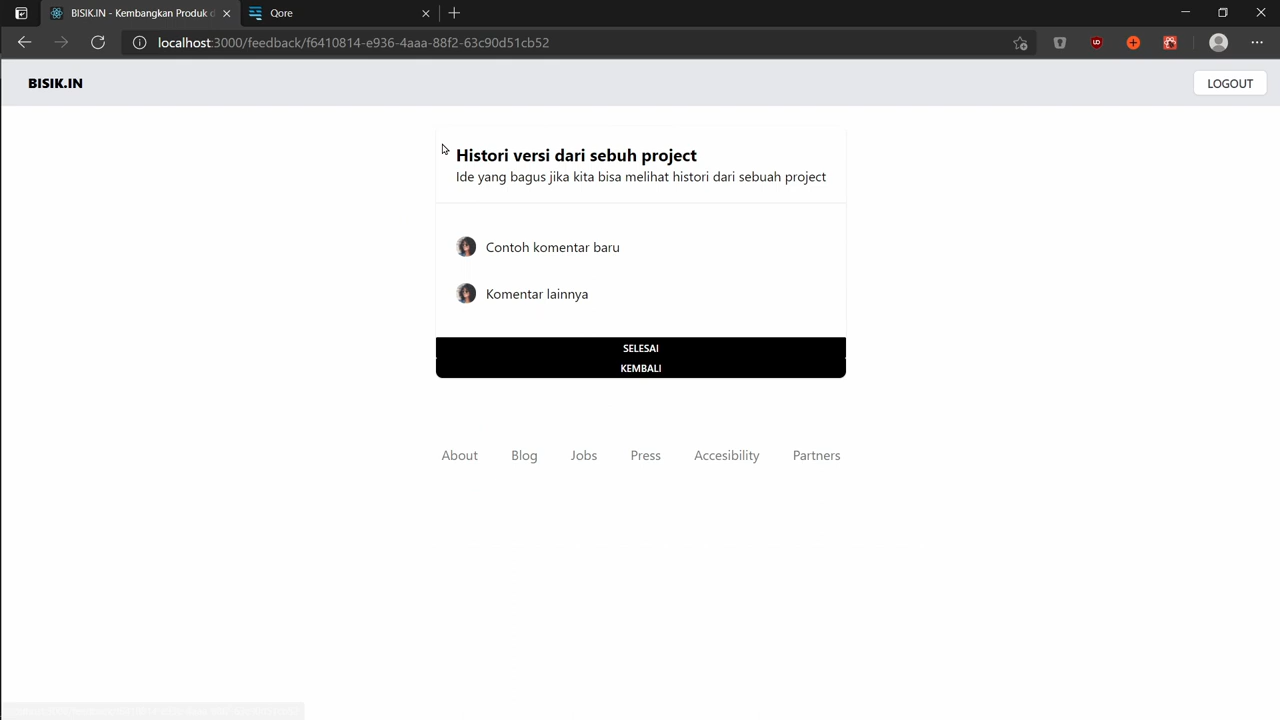 BISIK.IN - Kembangkan Produk d
Qore
localhost:3000/feedback/f6410814-e936-4aaa-88f2-63c90d51cb52
BISIK.IN
LOGOUT
Histori versi dari sebuh project
Ide yang bagus jika kita bisa melihat histori dari sebuah project
Contoh komentar baru
Komentar lainnya
SELESAI
KEMBALI
About Blog Jobs Press Accesibility Partners